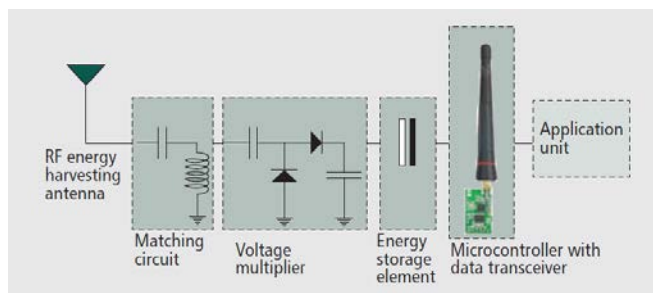 RF energy
harvesting
antenna
Matching
circuit
Voltage
multiplier
Energy
storage
element
Microcontroller with
data transceiver
Application
unit